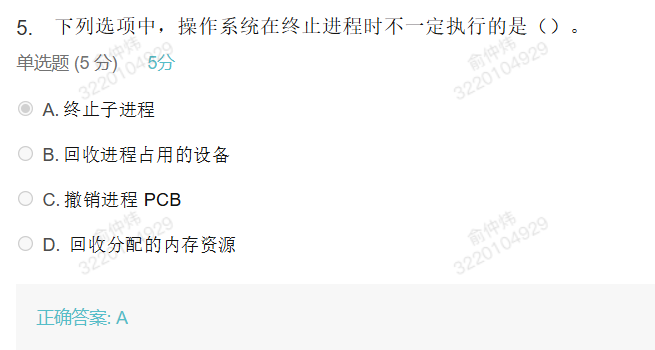 5. 下列选项中，操作系统在终止进程时不一定执行的是（）。
单选题 (5 分) 5分
俞仲炜
3220104929
俞仲炜
3220104929
A. 终止子进程
B. 回收进程占用的设备
C. 撤销进程 PCB
D. 回收分配的内存资源
俞仲炜
3220104929
俞仲炜
3220104929
正确答案: A